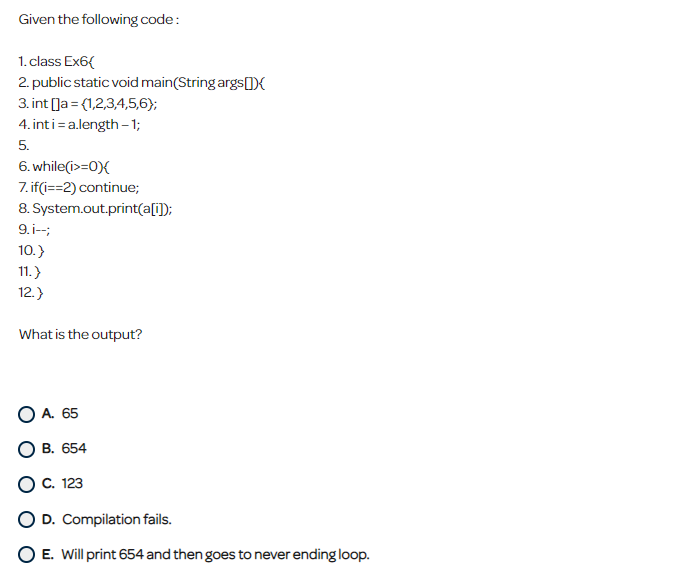 Given the following code :
1. class Ex6{
2. public static void main(String args[]){
3. int []a = {1,2,3,4,5,6};
4. int i = a.length – 1;
5.
6. while(i>=0){
7. if(i==2) continue;
8. System.out.print(a[i]);
9. i--;
10. }
11. }
12. }
What is the output?
A. 65
B. 654
C. 123
D. Compilation fails.
E. Will print 654 and then goes to never ending loop.